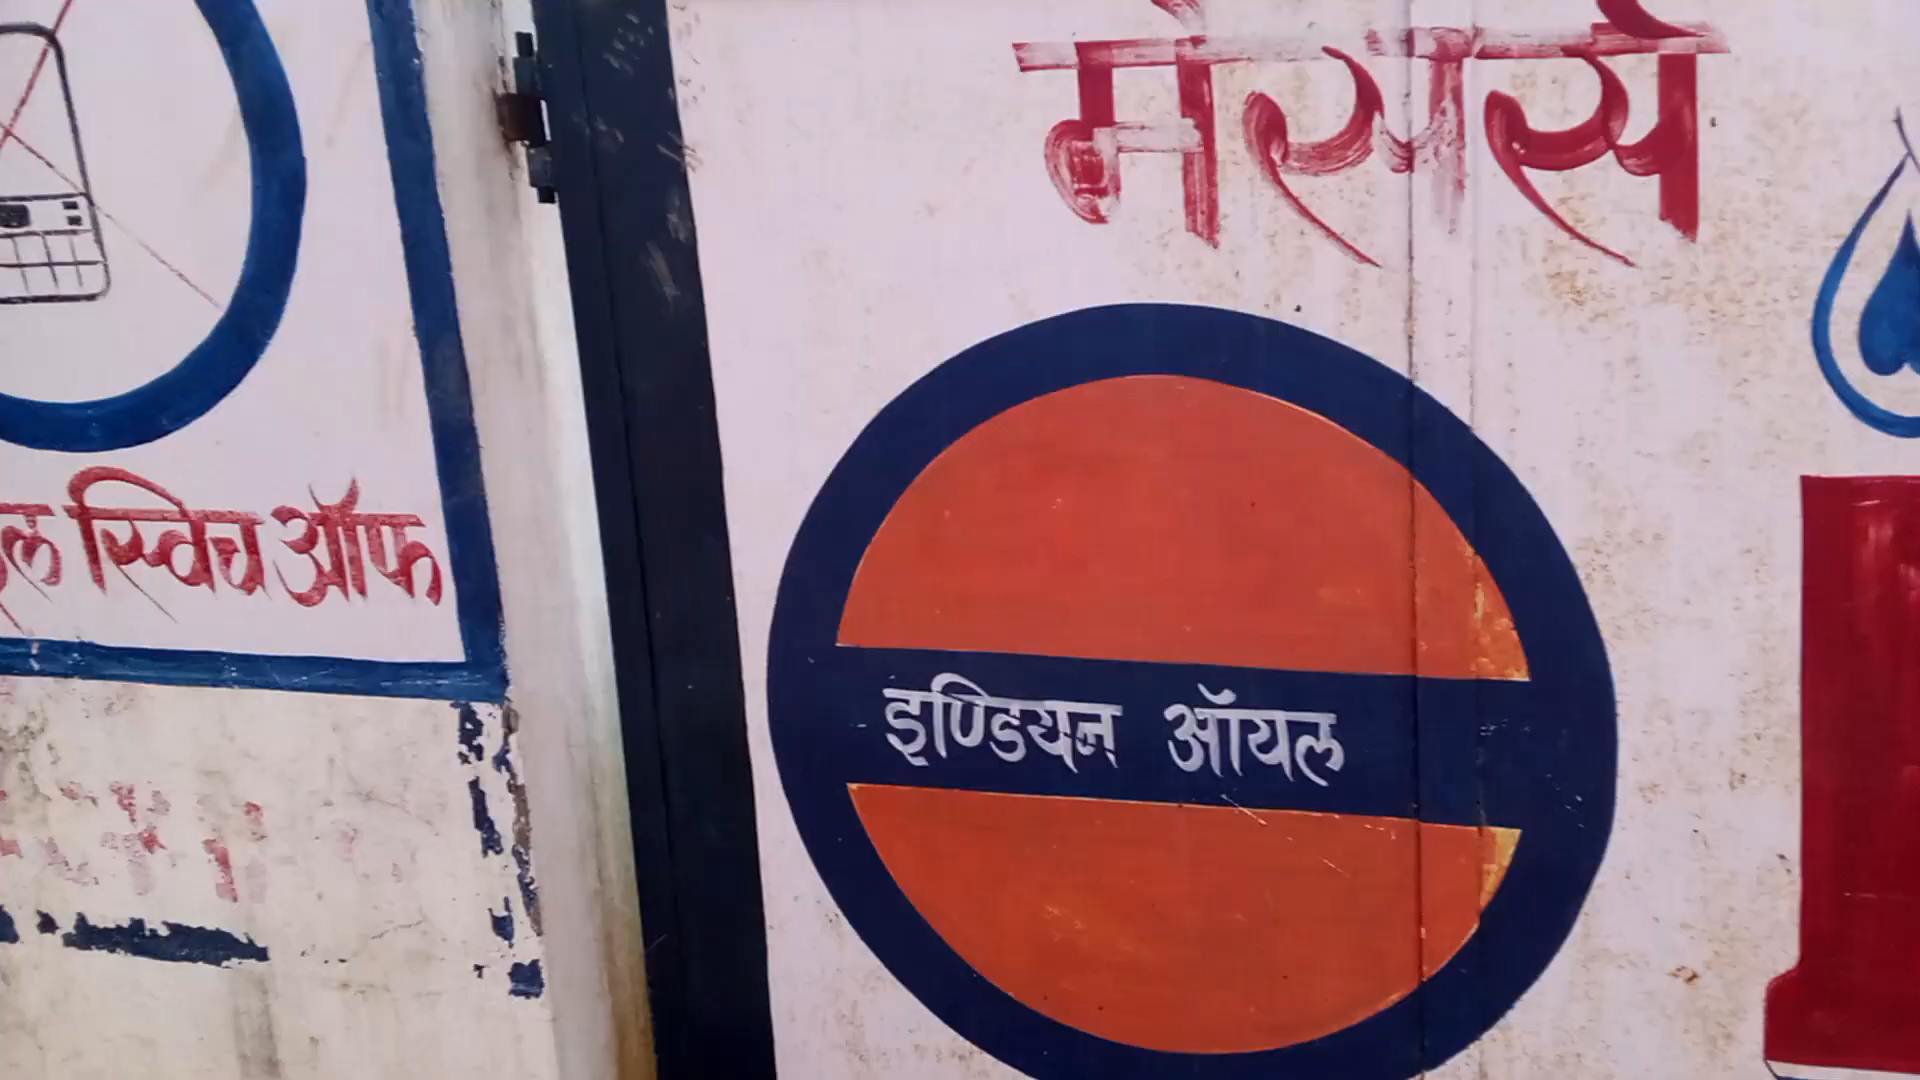 स्विच ऑफ
मेसर्स
इण्डियन ऑयल